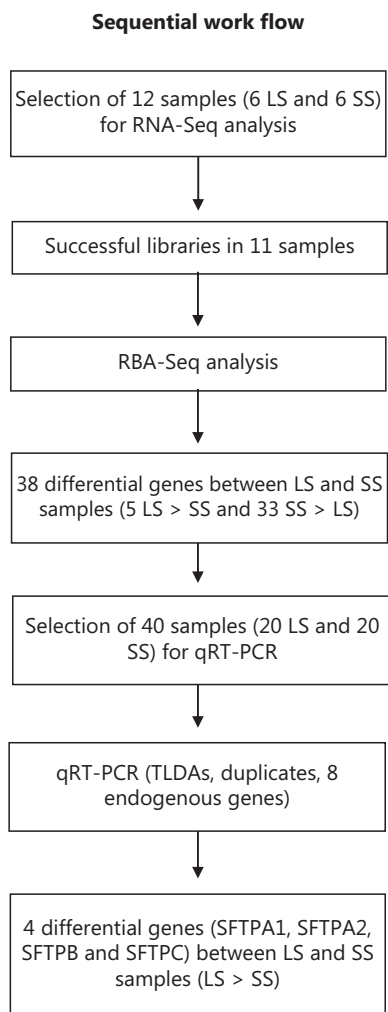 Sequential work flow
Selection of 12 samples (6 LS and 6 SS)
for RNA-Seq analysis
Successful libraries in 11 samples
RBA-Seq analysis
38 differential genes between LS and SS
samples (5 LS > SS and 33 SS > LS)
Selection of 40 samples (20 LS and 20
SS) for qRT-PCR
qRT-PCR (TLDAs, duplicates, 8
endogenous genes)
4 differential genes (SFTPA1, SFTPA2,
SFTPB and SFTPC) between LS and SS
samples (LS > SS)